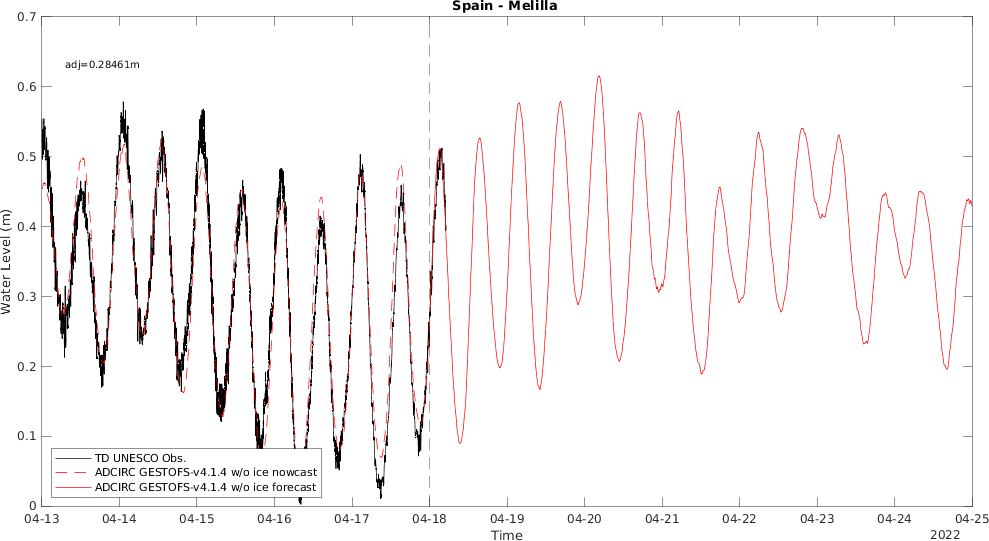 Spain - Melilla
0.7
adj=0.28461m
0.6
0.5
0.4
Water Level (m)
0.3
0.2
0.1
TD UNESCO Obs.
ADCIRC GESTOFS-v4.1.4 w/o ice nowcast
ADCIRC GESTOFS-v4.1.4 w/o ice forecast
0
04-13 04-14 04-15 04-16 04-17 04-18 04-19 04-20 04-21 04-22 04-23 04-24 04-25
Time
2022